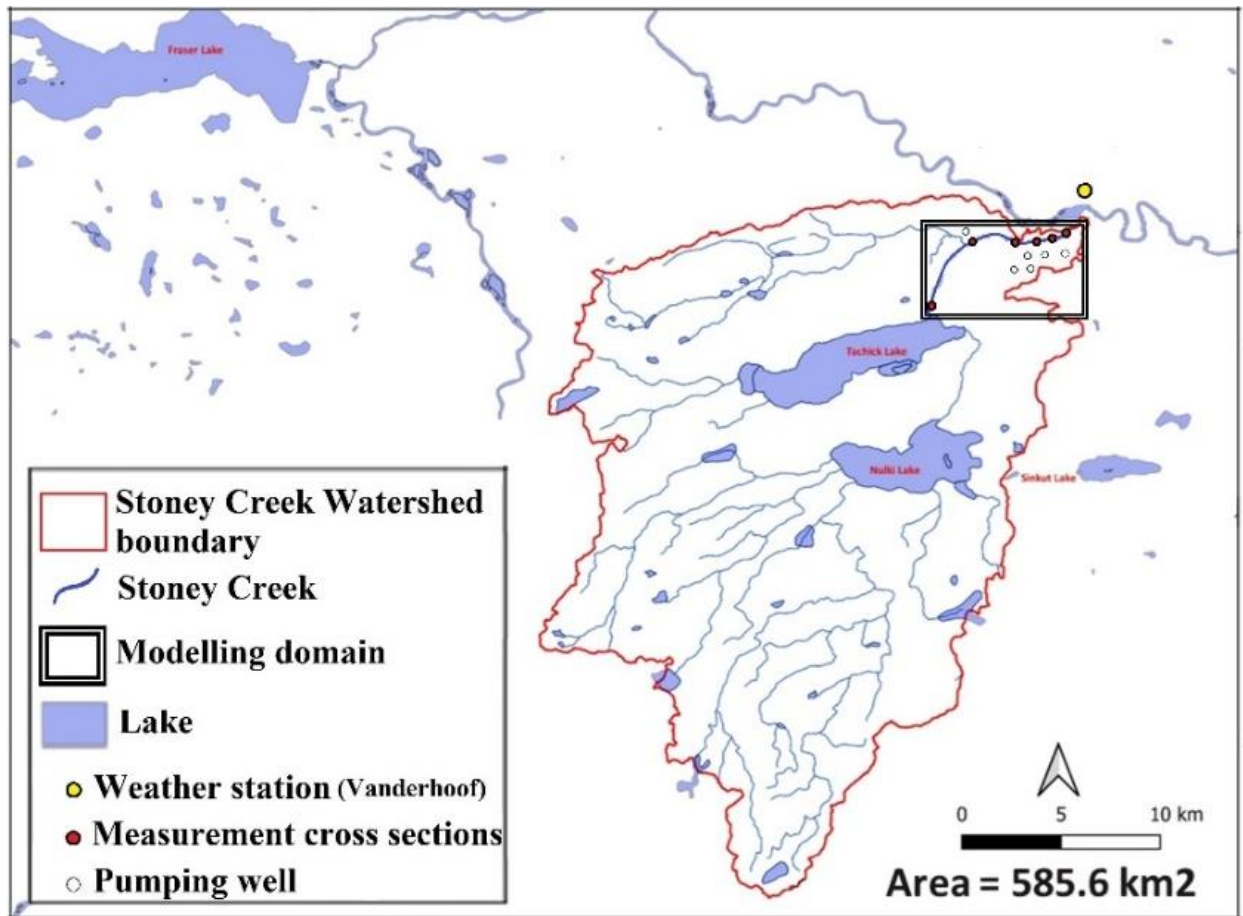 Fraser Lake
Tachick Lake
Nulki Lake
Sinkut Lake
Stoney Creek Watershed
boundary
Stoney Creek
Modelling domain
Lake
Weather station (Vanderhoof)
Measurement cross sections
Pumping well
0 5 10 km
Area = 585.6 km2